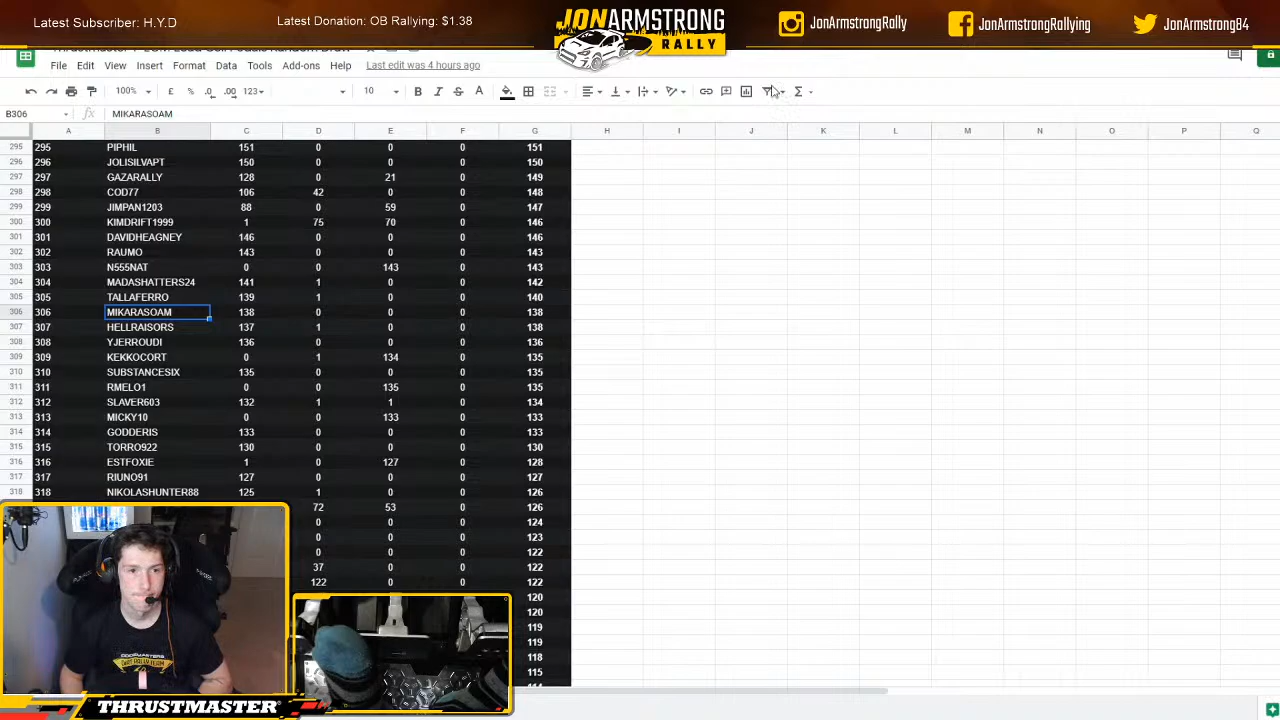 Latest Subscriber: H.Y.D
Latest Donation: OB Rallying: $1.38
JONARMSTRONG
RALLY
JonArmstrongRally
JonArmstrongRallying
JonArmstrong84
File Edit View Insert Format Data Tools Add-ons Help Last edit was 4 hours ago
100% £ % .0 .00 123 10 B I S A Σ
B306 fx MIKARASOAM
A B C D E F G H I J K L M N O P Q
295 295 PIPHIL 151 0 0 0 151
296 296 JOLISILVAPT 150 0 0 0 150
297 297 GAZARALLY 128 0 21 0 149
298 298 COD77 106 42 0 0 148
299 299 JIMPAN1203 88 0 59 0 147
300 300 KIMDRIFT1999 1 75 70 0 146
301 301 DAVIDHEAGNEY 146 0 0 0 146
302 302 RAUMO 143 0 0 0 143
303 303 N555NAT 0 0 143 0 143
304 304 MADASHATTERS24 141 1 0 0 142
305 305 TALLAFERRO 139 1 0 0 140
306 306 MIKARASOAM 138 0 0 0 138
307 307 HELLRAISORS 137 1 0 0 138
308 308 YJERROUDI 136 0 0 0 136
309 309 KEKKOCORT 0 1 134 0 135
310 310 SUBSTANCESIX 135 0 0 0 135
311 311 RMELO1 0 0 135 0 135
312 312 SLAVER603 132 1 1 0 134
313 313 MICKY10 0 0 133 0 133
314 314 GODDERIS 133 0 0 0 133
315 315 TORRO922 130 0 0 0 130
316 316 ESTFOXIE 1 0 127 0 128
317 317 RIUNO91 127 0 0 0 127
318 318 NIKOLASHUNTER88 125 1 0 0 126
72 53 0 126
0 0 0 124
0 0 0 123
0 0 0 122
37 0 0 122
122 0 0 122
120
120
119
119
118
115
CODEMASTERS
DIRT RALLY TEAM
THRUSTMASTER